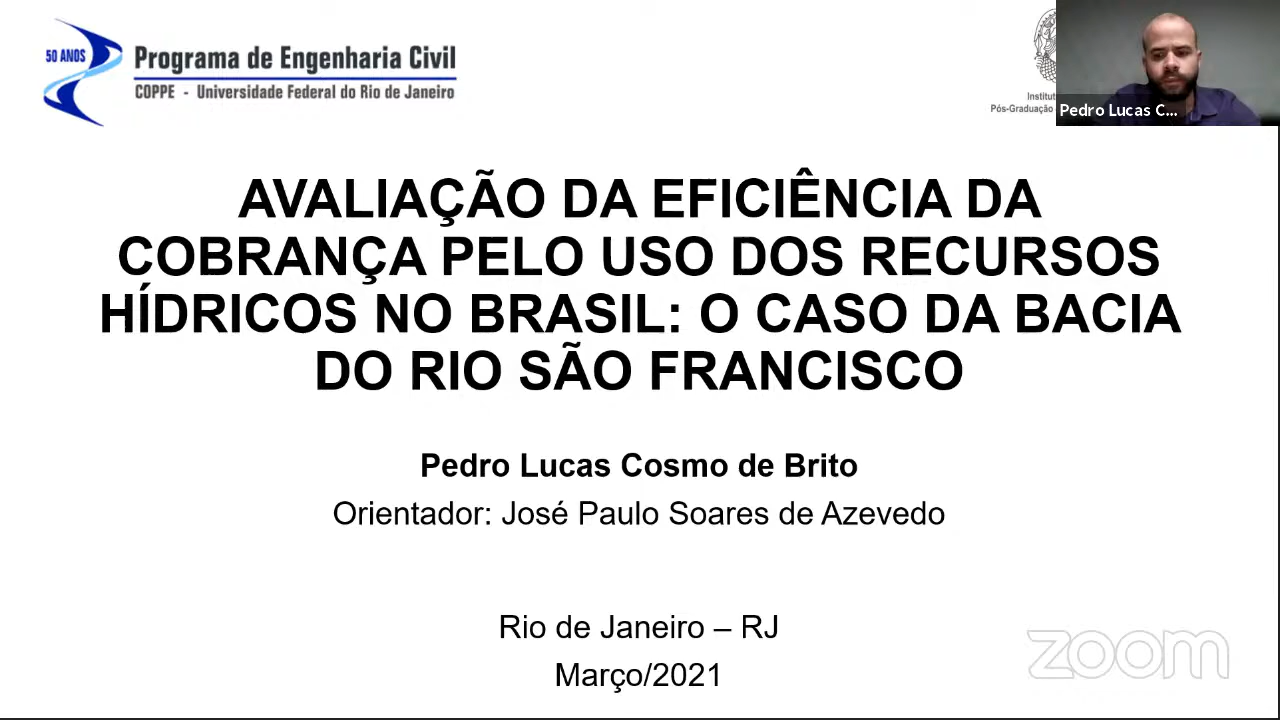 50 ANOS
Programa de Engenharia Civil
COPPE - Universidade Federal do Rio de Janeiro
Pós-Graduação
Pedro Lucas C...
AVALIAÇÃO DA EFICIÊNCIA DA
COBRANÇA PELO USO DOS RECURSOS
HÍDRICOS NO BRASIL: O CASO DA BACIA
DO RIO SÃO FRANCISCO
Pedro Lucas Cosmo de Brito
Orientador: José Paulo Soares de Azevedo
Rio de Janeiro – RJ
Março/2021
zoom